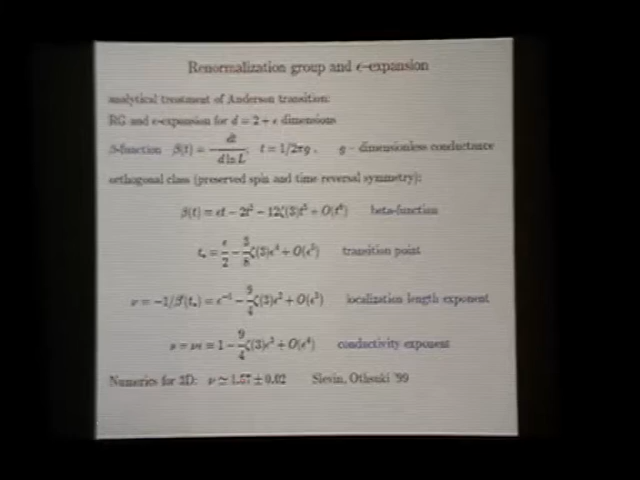 Renormalization group and ϵ-expansion
analytical treatment of Anderson transition:
RG and ϵ-expansion for d = 2 + ϵ dimensions
β-function β(t) = dt / d ln L, t = 1/2πg, g - dimensionless conductance
orthogonal class (preserved spin and time reversal symmetry):
β(t) = ϵt − 2t² − 12ζ(3)t⁵ + O(t⁶) beta-function
t* = ϵ/2 − 3/8 ζ(3)ϵ⁴ + O(ϵ⁵) transition point
ν = −1/β′(t*) = ϵ⁻¹ − 9/4 ζ(3)ϵ² + O(ϵ³) localization length exponent
s = νϵ = 1 − 9/4 ζ(3)ϵ³ + O(ϵ⁴) conductivity exponent
Numerics for 3D: ν ≃ 1.57 ± 0.02 Slevin, Othsuki '99